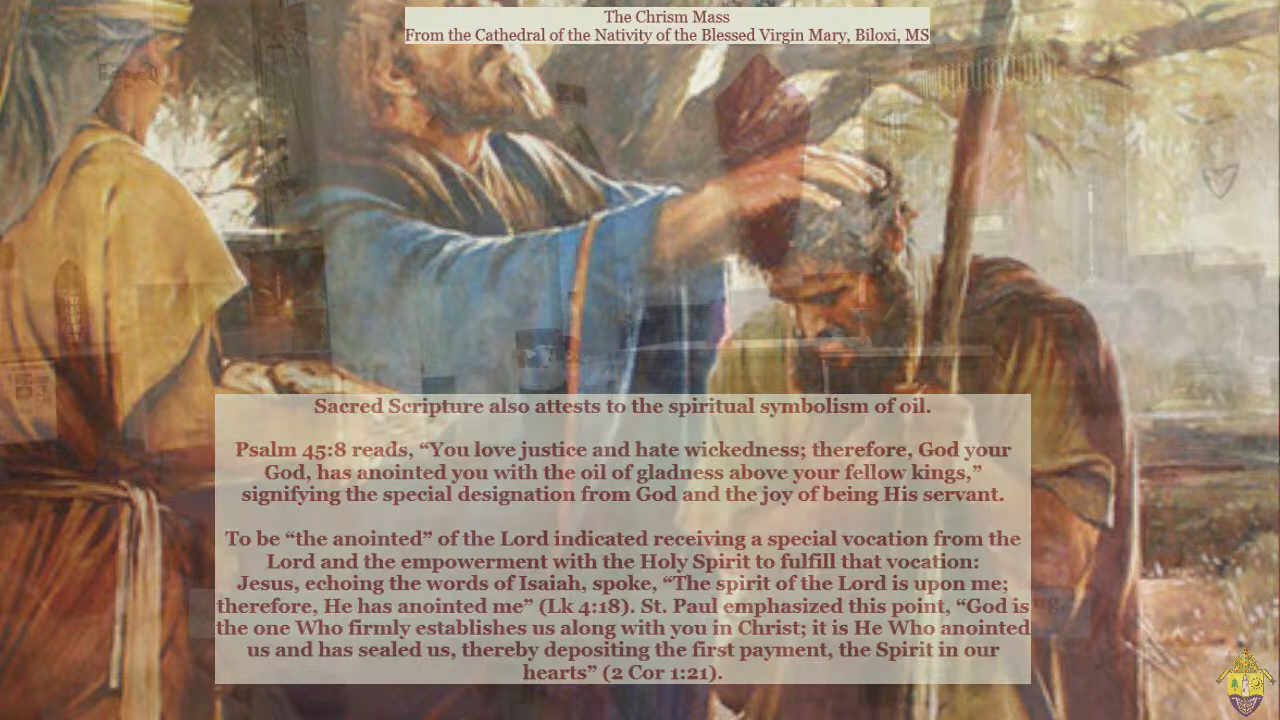 The Chrism Mass
From the Cathedral of the Nativity of the Blessed Virgin Mary, Biloxi, MS
Sacred Scripture also attests to the spiritual symbolism of oil.
Psalm 45:8 reads, “You love justice and hate wickedness; therefore, God your
God, has anointed you with the oil of gladness above your fellow kings,”
signifying the special designation from God and the joy of being His servant.
To be “the anointed” of the Lord indicated receiving a special vocation from the
Lord and the empowerment with the Holy Spirit to fulfill that vocation:
Jesus, echoing the words of Isaiah, spoke, “The spirit of the Lord is upon me;
therefore, He has anointed me” (Lk 4:18). St. Paul emphasized this point, “God is
the one Who firmly establishes us along with you in Christ; it is He Who anointed
us and has sealed us, thereby depositing the first payment, the Spirit in our
hearts” (2 Cor 1:21).